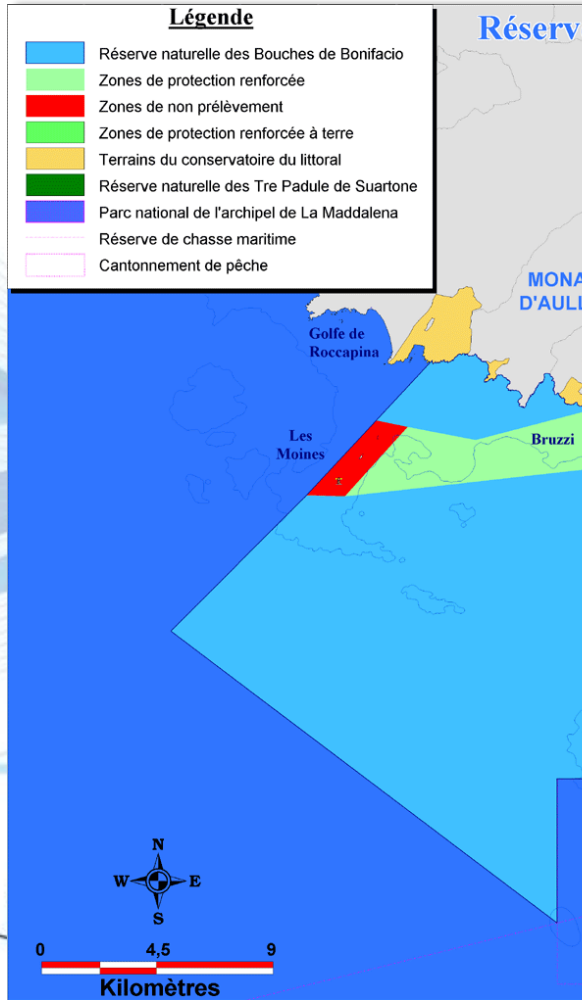 Légende
Réserve naturelle des Bouches de Bonifacio
Zones de protection renforcée
Zones de non prélèvement
Zones de protection renforcée à terre
Terrains du conservatoire du littoral
Réserve naturelle des Tre Padule de Suartone
Parc national de l'archipel de La Maddalena
Réserve de chasse maritime
Cantonnement de pêche
Réserv
MONA
D'AULL
Golfe de
Roccapina
Les
Moines
Bruzzi
N
W E
S
0 4,5 9
Kilomètres